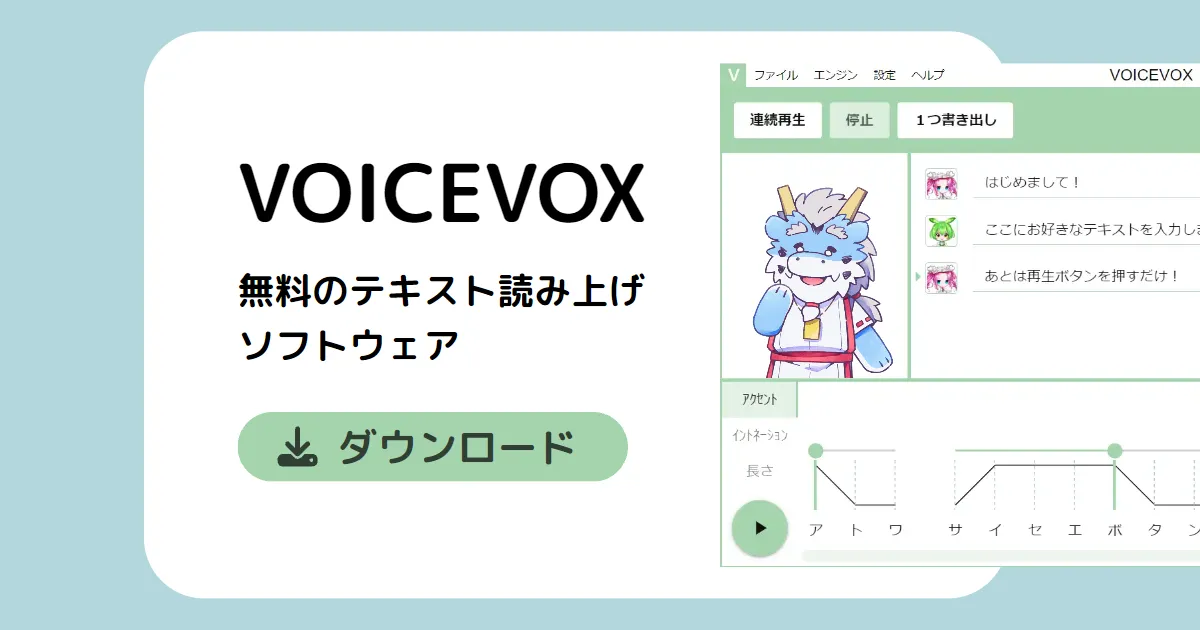 VOICEVOX
無料のテキスト読み上げ
ソフトウェア
ダウンロード
V ファイル エンジン 設定 ヘルプ VOICEVOX
連続再生 停止 1つ書き出し
はじめまして!
ここにお好きなテキストを入力しま
あとは再生ボタンを押すだけ!
アクセント
イントネーション
長さ
ア ト ワ サ イ セ エ ボ タ ン